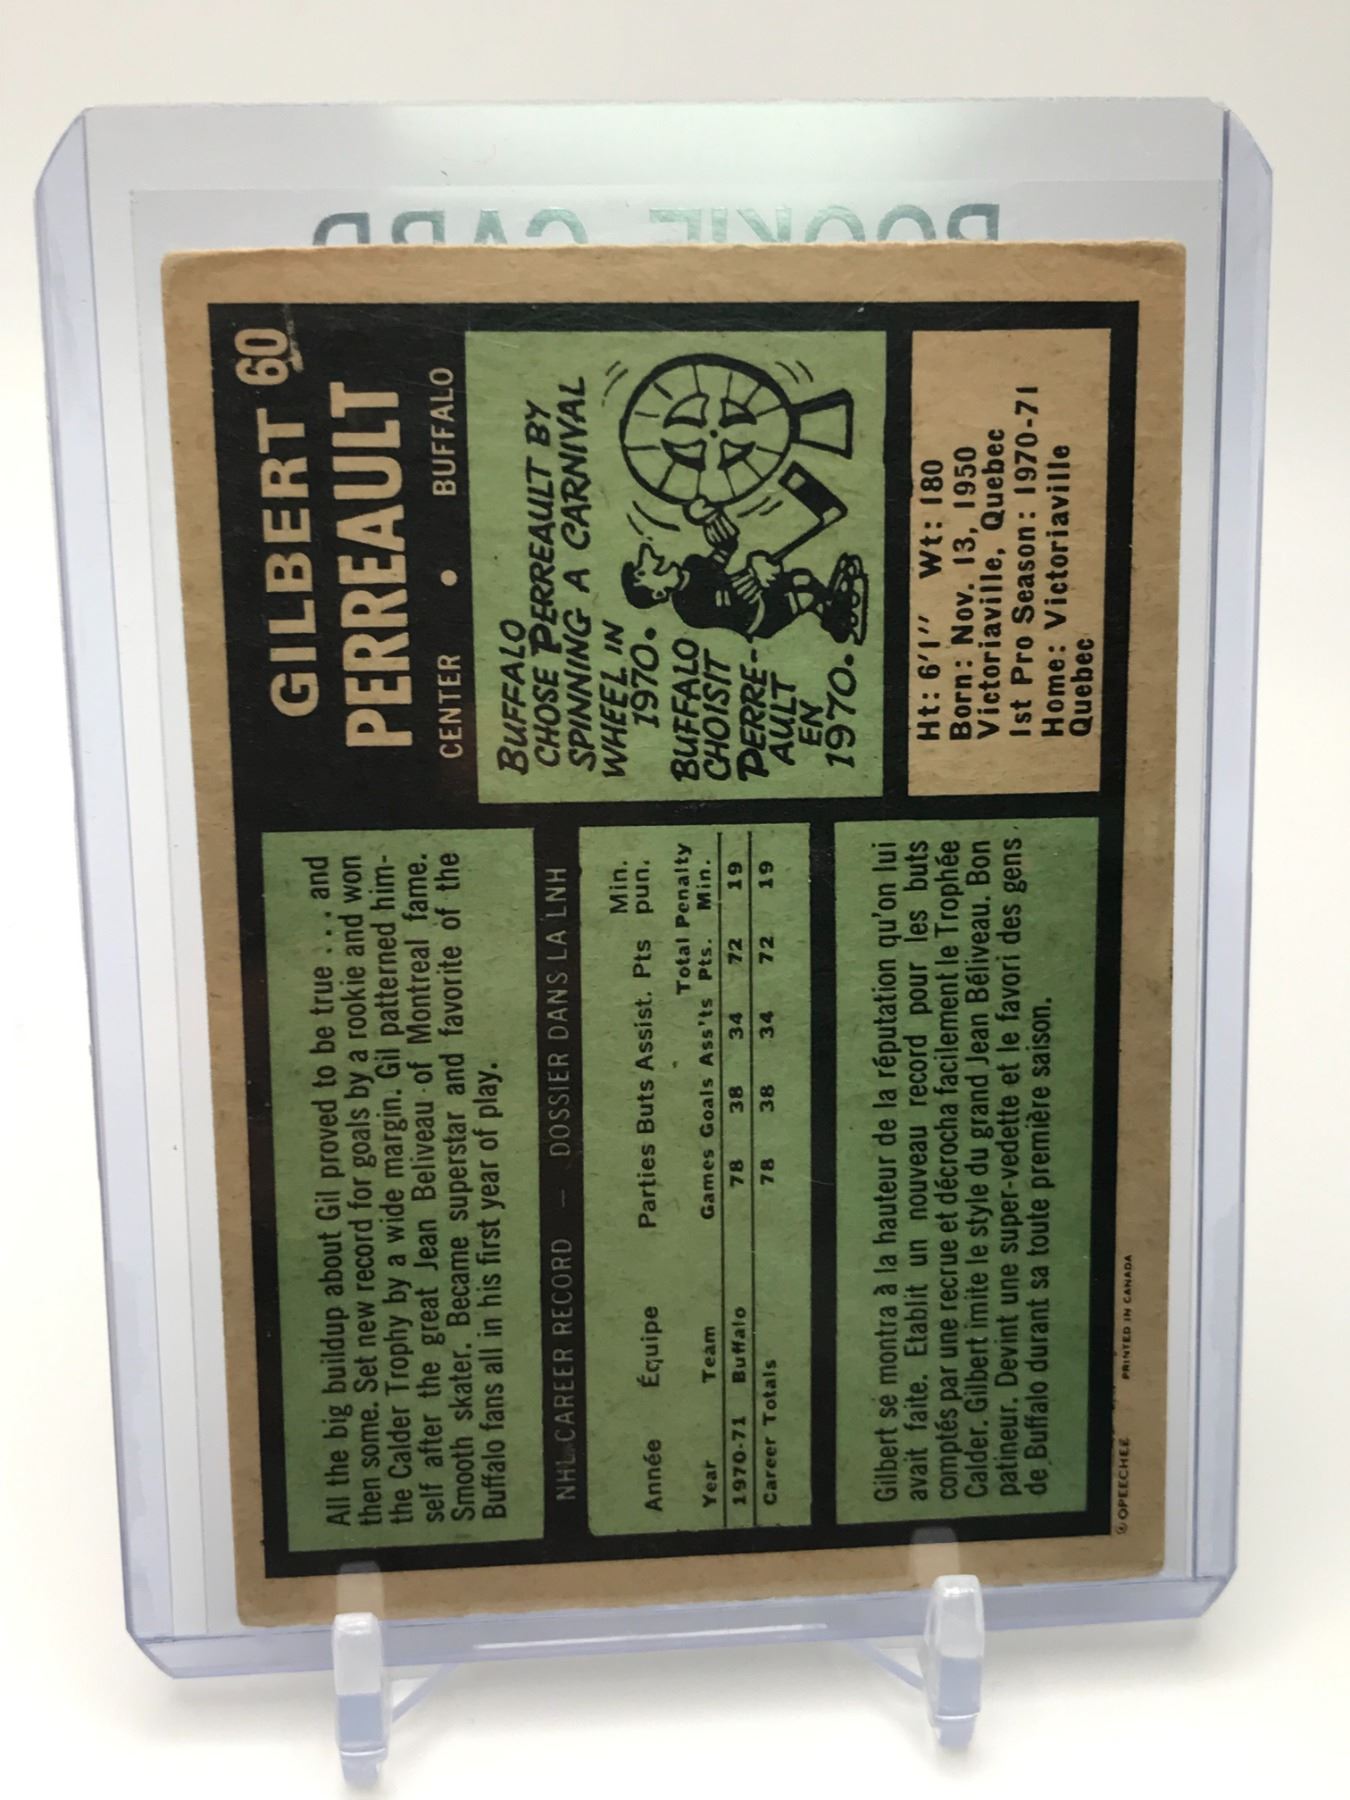 ROOKIE CARD
GILBERT 60
PERREAULT
CENTER • BUFFALO
All the big buildup about Gil proved to be true . . . and
then some. Set new record for goals by a rookie and won
the Calder Trophy by a wide margin. Gil patterned him-
self after the great Jean Beliveau of Montreal fame.
Smooth skater. Became superstar and favorite of the
Buffalo fans all in his first year of play.
BUFFALO
CHOSE PERREAULT BY
SPINNING A CARNIVAL
WHEEL IN
1970.
BUFFALO
CHOISIT
PERRE-
AULT
EN
1970.
NHL CAREER RECORD — DOSSIER DANS LA LNH
Min.
Année Équipe Parties Buts Assist. Pts pun.
Total Penalty
Year Team Games Goals Ass'ts Pts. Min.
1970-71 Buffalo 78 38 34 72 19
Career Totals 78 38 34 72 19
Ht: 6'1" Wt: 180
Born: Nov. 13, 1950
Victoriaville, Quebec
1st Pro Season: 1970-71
Home: Victoriaville
Quebec
Gilbert se montra à la hauteur de la réputation qu'on lui
avait faite. Etablit un nouveau record pour les buts
comptés par une recrue et décrocha facilement le Trophée
Calder. Gilbert imite le style du grand Jean Béliveau. Bon
patineur. Devint une super-vedette et le favori des gens
de Buffalo durant sa toute première saison.
© OPEECHEE PRINTED IN CANADA